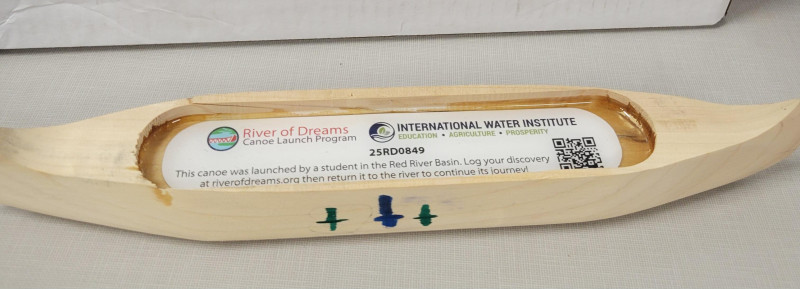 River of Dreams
Canoe Launch Program
INTERNATIONAL WATER INSTITUTE
EDUCATION • AGRICULTURE • PROSPERITY
25RD0849
This canoe was launched by a student in the Red River Basin. Log your discovery
at riverofdreams.org then return it to the river to continue its journey!